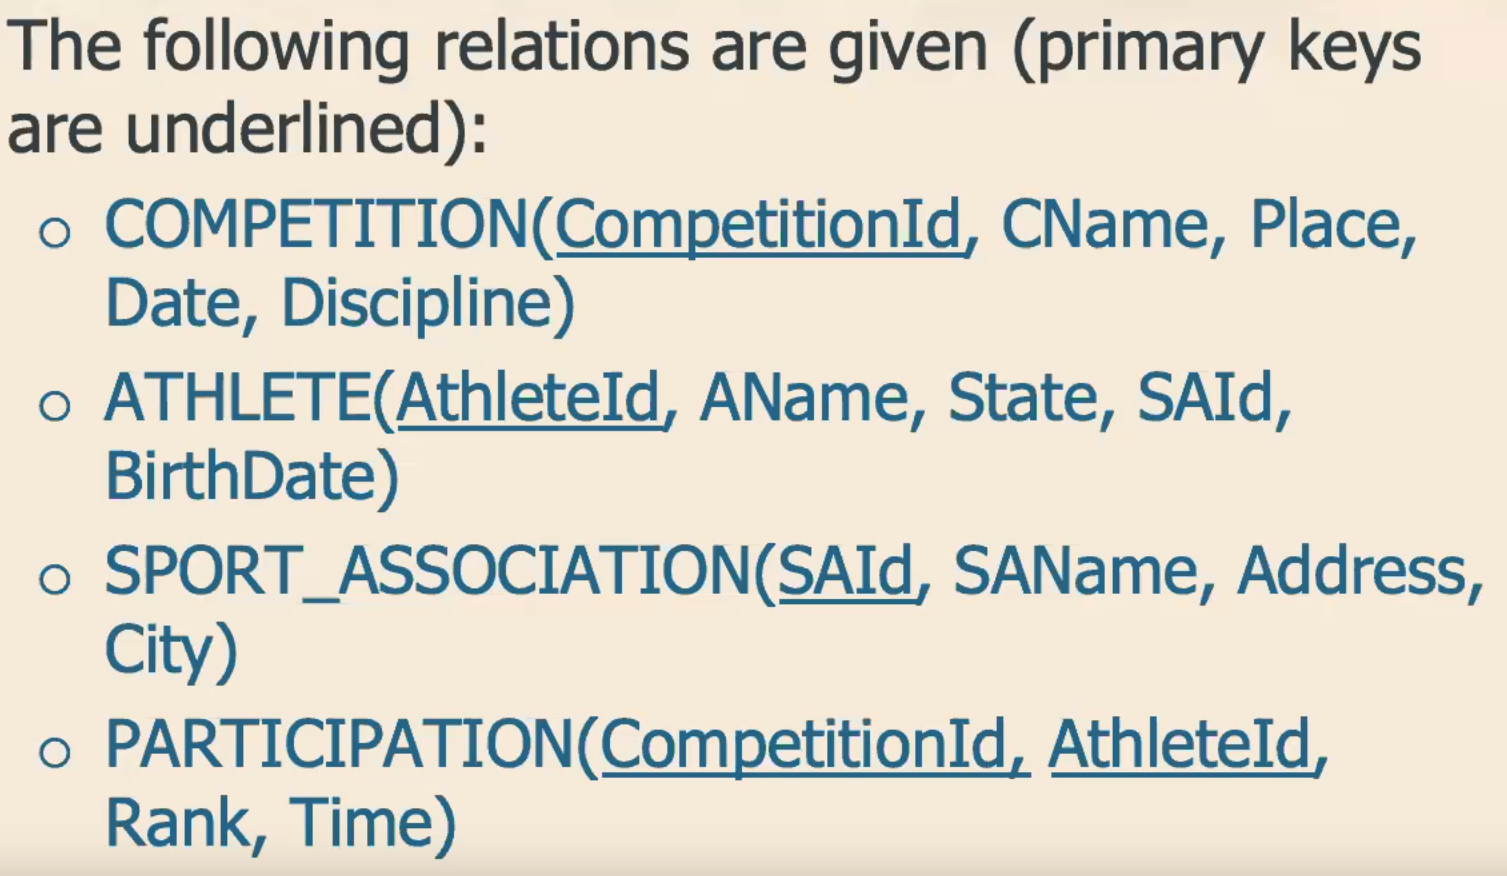 The following relations are given (primary keys
are underlined):
○ COMPETITION(CompetitionId, CName, Place,
Date, Discipline)
○ ATHLETE(AthleteId, AName, State, SAId,
BirthDate)
○ SPORT_ASSOCIATION(SAId, SAName, Address,
City)
○ PARTICIPATION(CompetitionId, AthleteId,
Rank, Time)